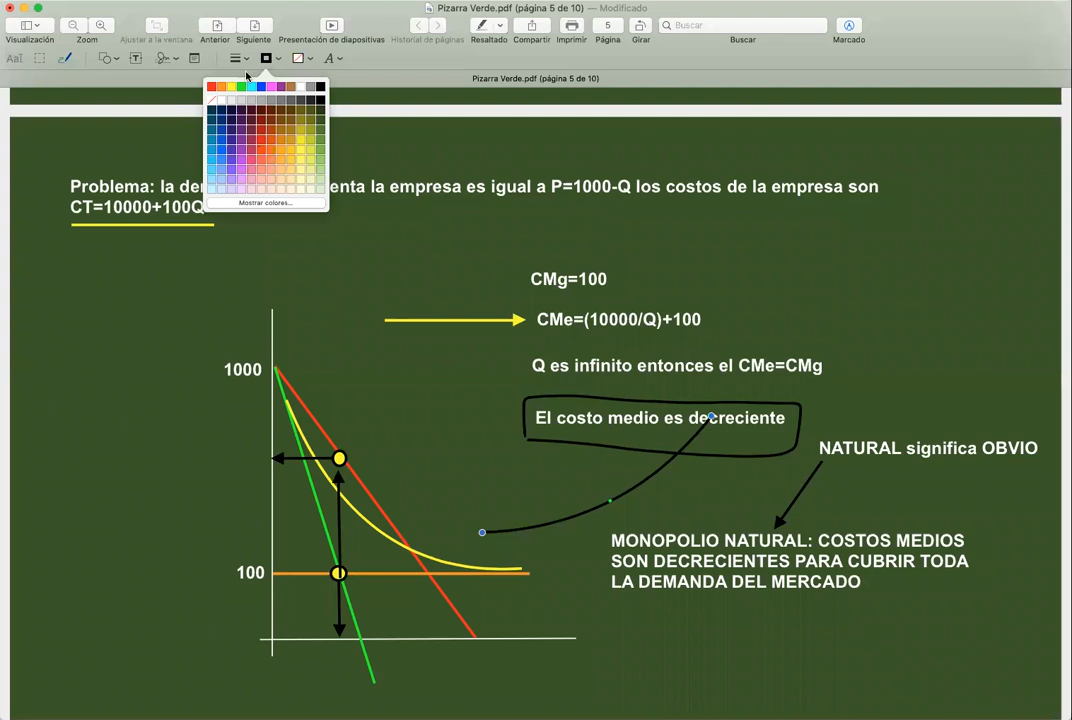 Pizarra Verde.pdf (página 5 de 10) — Modificado
5
Buscar
Visualización
Zoom
Ajustar a la ventana
Anterior
Siguiente
Presentación de diapositivas
Historial de páginas
Resaltado
Compartir
Imprimir
Página
Girar
Buscar
Marcado
AaI
T
A
Pizarra Verde.pdf (página 5 de 10)
Mostrar colores...
Problema: la
enta la empresa es igual a P=1000-Q los costos de la empresa son
CT=10000+100Q
CMg=100
CMe=(10000/Q)+100
1000
Q es infinito entonces el CMe=CMg
El costo medio es decreciente
NATURAL significa OBVIO
MONOPOLIO NATURAL: COSTOS MEDIOS
SON DECRECIENTES PARA CUBRIR TODA
LA DEMANDA DEL MERCADO
100